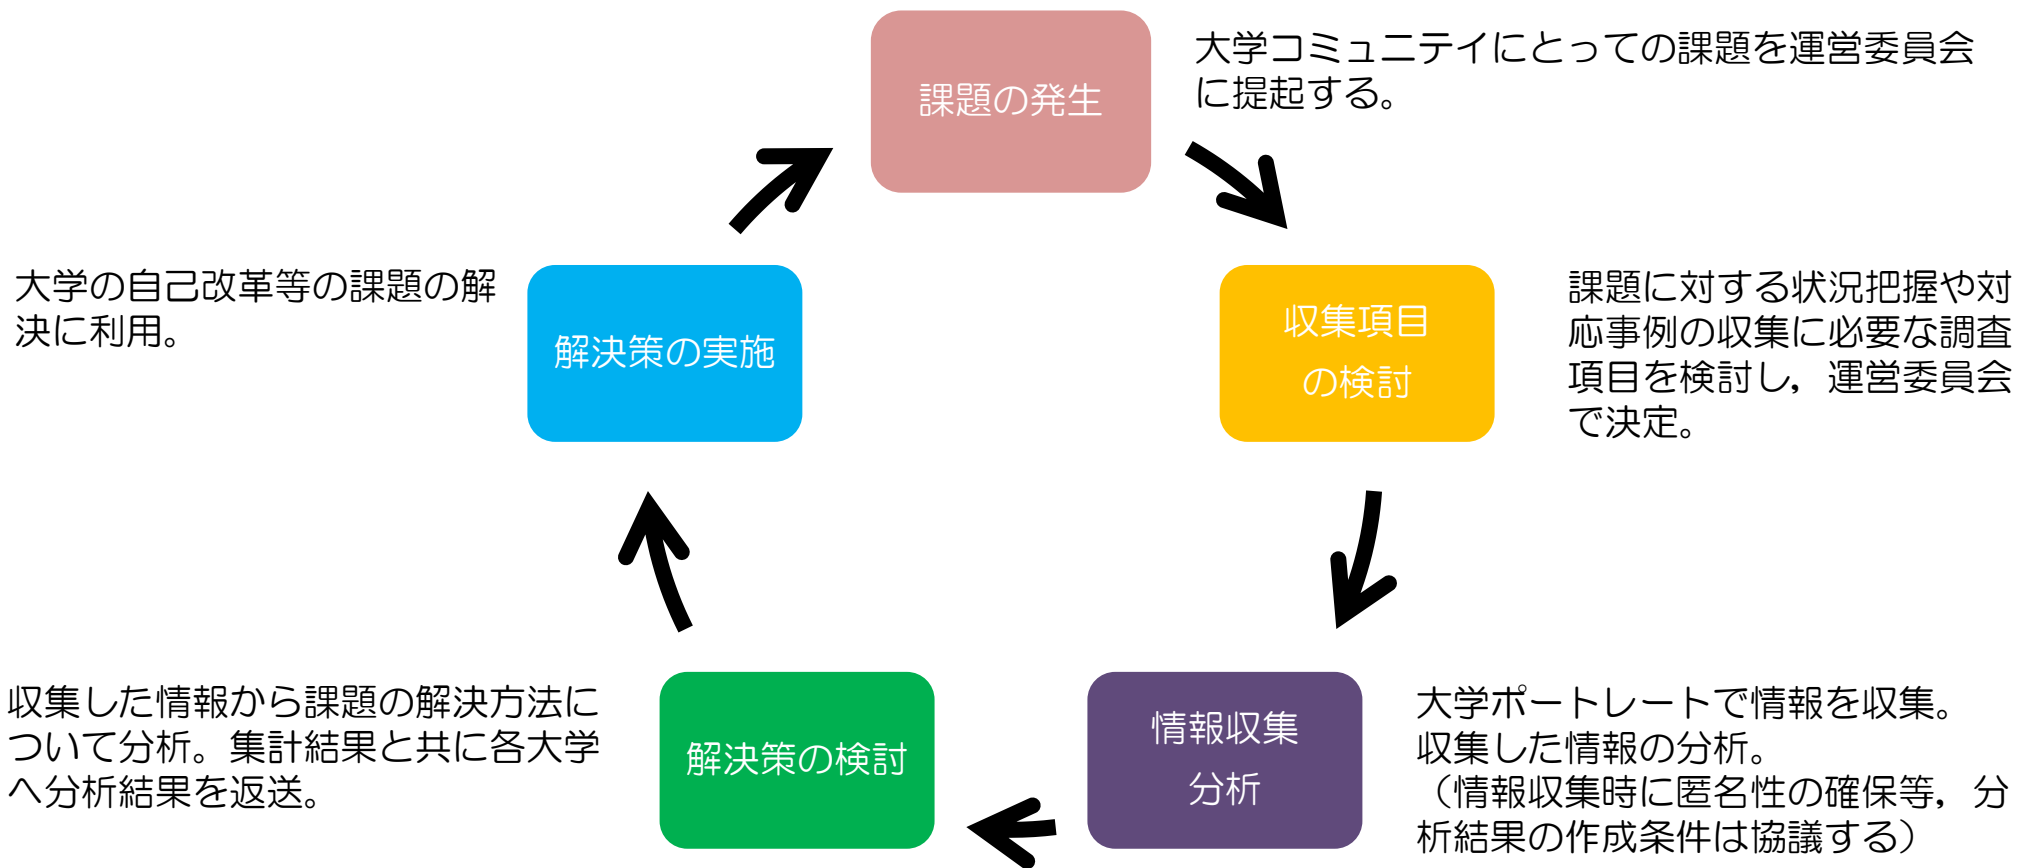 課題の発生
大学コミュニテイにとっての課題を運営委員会
に提起する。
収集項目
の検討
課題に対する状況把握や対
応事例の収集に必要な調査
項目を検討し，運営委員会
で決定。
情報収集
分析
大学ポートレートで情報を収集。
収集した情報の分析。
（情報収集時に匿名性の確保等，分
析結果の作成条件は協議する）
解決策の検討
収集した情報から課題の解決方法に
ついて分析。集計結果と共に各大学
へ分析結果を返送。
解決策の実施
大学の自己改革等の課題の解
決に利用。